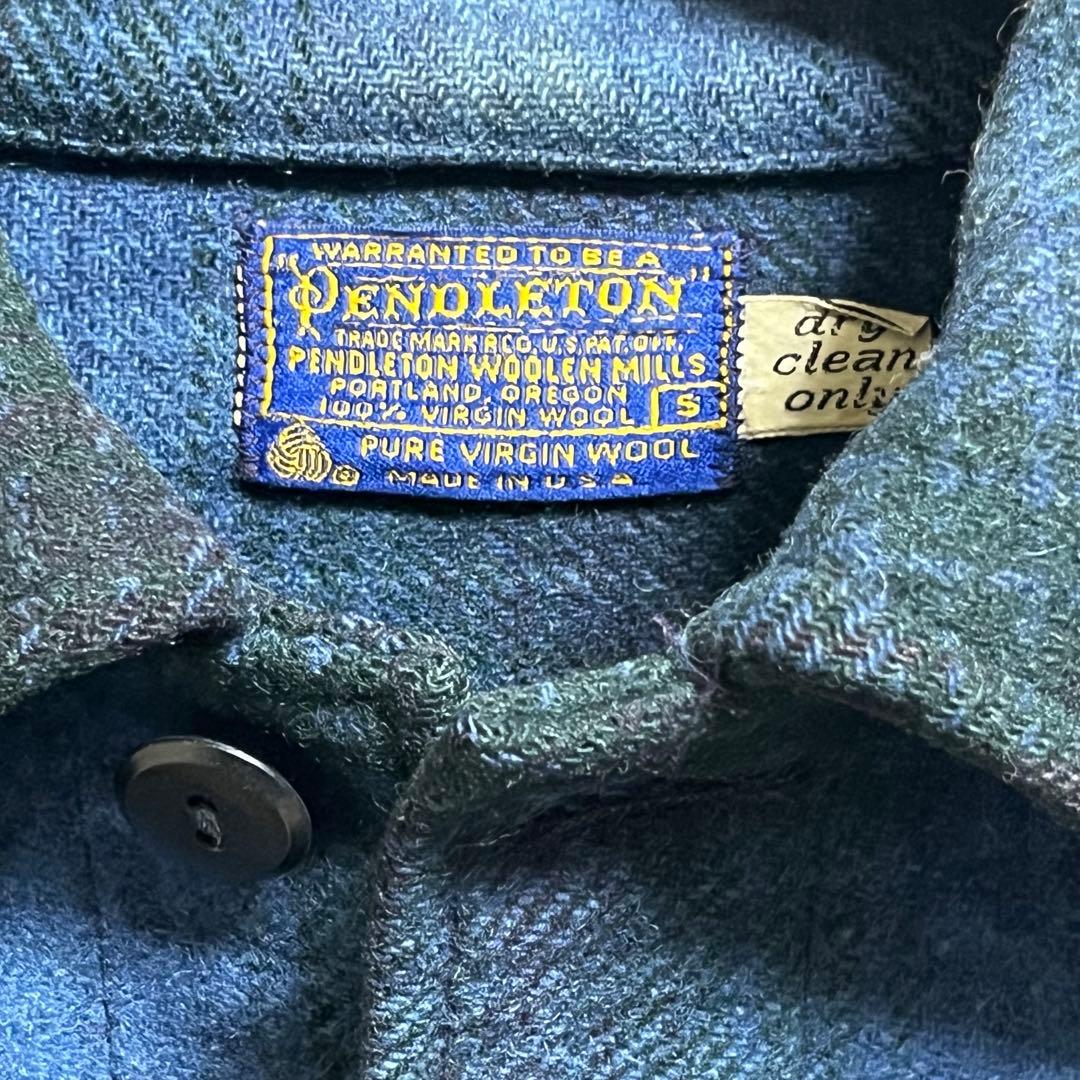 WARRANTED TO BE A
"PENDLETON"
TRADE MARK REG. U.S. PAT. OFF.
PENDLETON WOOLEN MILLS
PORTLAND, OREGON
100% VIRGIN WOOL S
PURE VIRGIN WOOL
MADE IN U S A
dry
clean
only